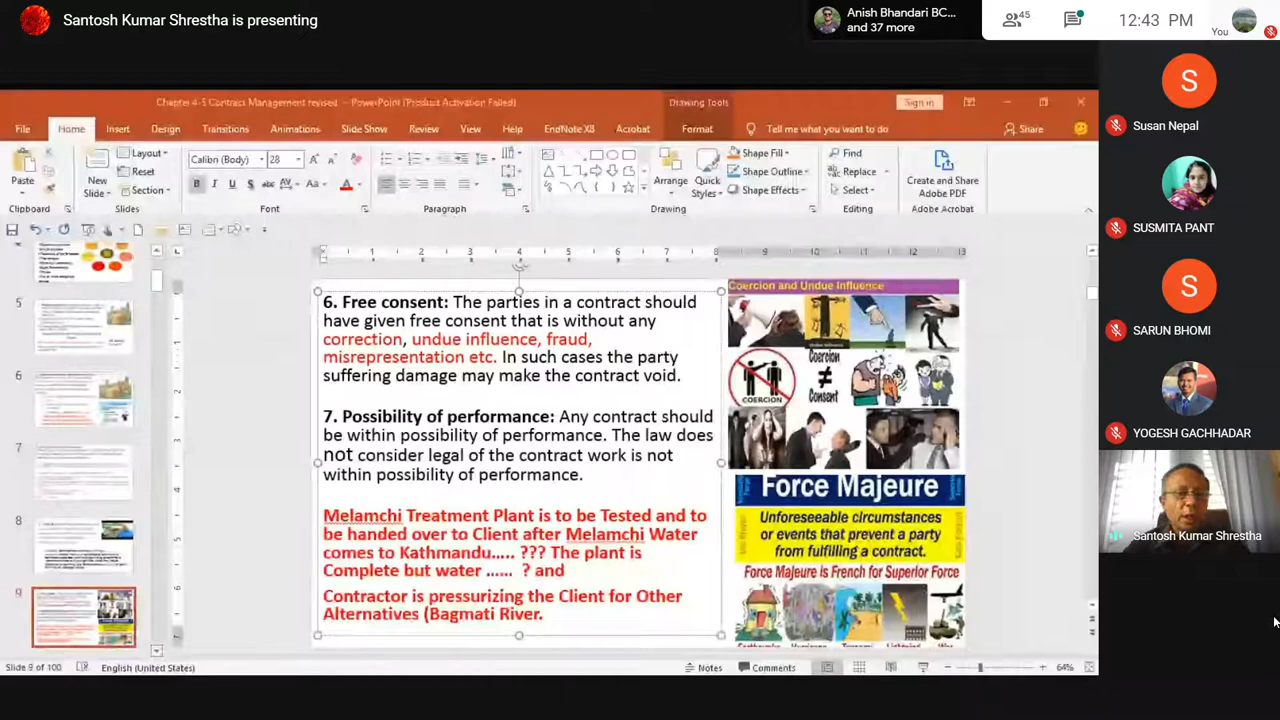 Santosh Kumar Shrestha is presenting
Anish Bhandari BC...
and 37 more
45
12:43 PM
You
Chapter 4-5 Contract Management revised - PowerPoint (Product Activation Failed)
Drawing Tools
Sign in
File
Home
Insert
Design
Transitions
Animations
Slide Show
Review
View
Help
EndNote X8
Acrobat
Format
Tell me what you want to do
Share
Paste
New
Slide
Layout
Reset
Section
Calibri (Body)
28
B I U S abc AV Aa A
Arrange
Quick
Styles
Shape Fill
Shape Outline
Shape Effects
Find
Replace
Select
Create and Share
Adobe PDF
Clipboard
Slides
Font
Paragraph
Drawing
Editing
Adobe Acrobat
5
6
7
8
9
6. Free consent: The parties in a contract should
have given free consent that is without any
correction, undue influence, fraud,
misrepresentation etc. In such cases the party
suffering damage may make the contract void.
7. Possibility of performance: Any contract should
be within possibility of performance. The law does
not consider legal of the contract work is not
within possibility of performance.
Melamchi Treatment Plant is to be Tested and to
be handed over to Client after Melamchi Water
comes to Kathmandu...... ??? The plant is
Complete but water ...... ? and
Contractor is pressurizing the Client for Other
Alternatives (Bagmati River.
Coercion and Undue Influence
Coercion
≠
Consent
COERCION
Force Majeure
Unforeseeable circumstances
or events that prevent a party
from fulfilling a contract.
Force Majeure is French for Superior Force
Slide 9 of 100
English (United States)
Notes
Comments
64%
S
Susan Nepal
SUSMITA PANT
S
SARUN BHOMI
YOGESH GACHHADAR
Santosh Kumar Shrestha